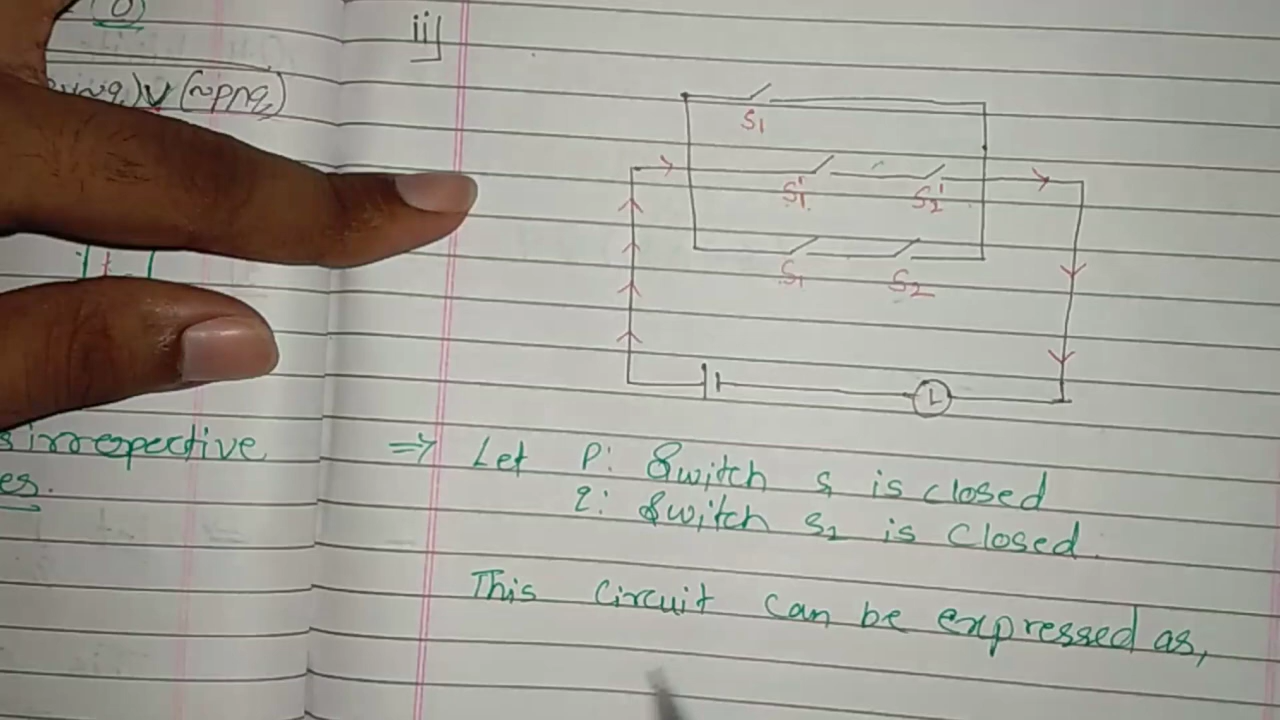 ii)
∨(~p∧q)
S₁
S₁' S₂'
S₁ S₂
L
irrespective
es.
⇒ Let p: Switch S₁ is closed
q: Switch S₂ is closed.
This circuit can be expressed as,